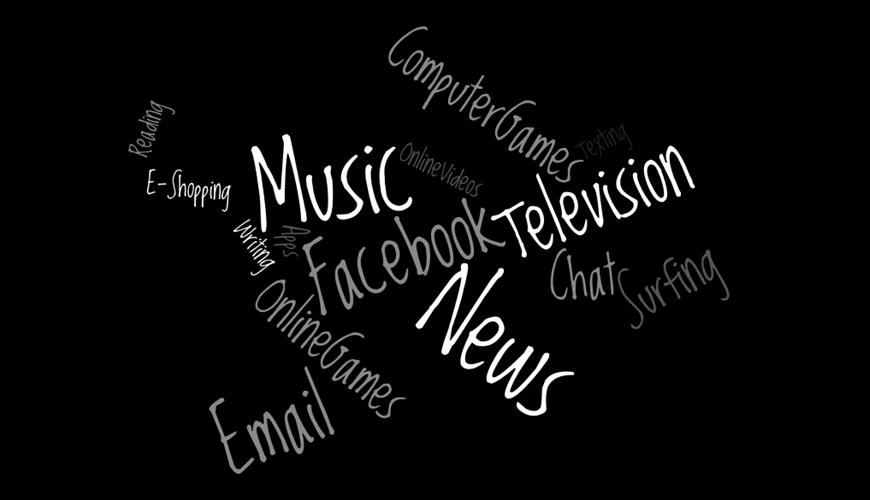 ComputerGames
Reading
Texting
Music
OnlineVideos
Television
E-Shopping
Facebook
Writing
Apps
Chat
Surfing
News
OnlineGames
Email